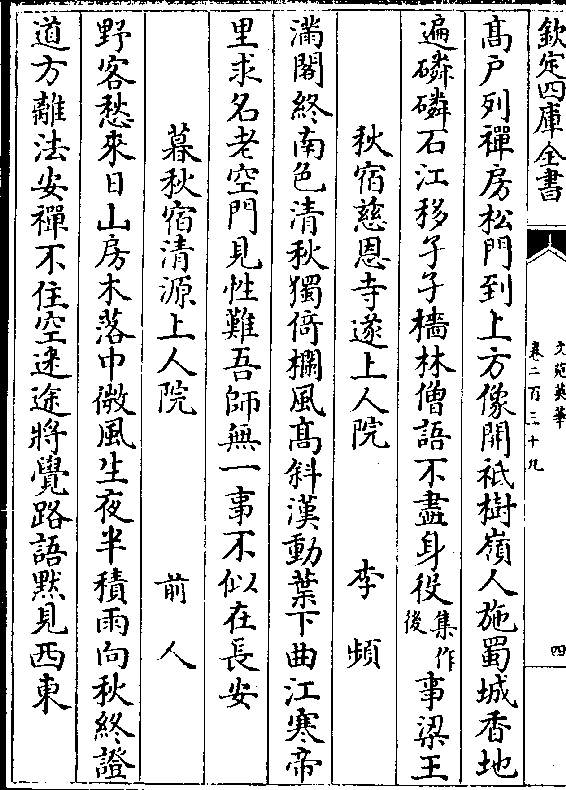 欽定四庫全書
文苑英華
卷二百三十九
四
高戸列禪房松門到上方像開祗樹嶺人施蜀城香地
遍磷磷石江移孑孑檣林僧語不盡身役集作後事梁王
秋宿慈恩寺遂上人院 李頻
滿閣終南色清秋獨倚欄風高斜漢動葉下曲江寒帝
里求名老空門見性難吾師無一事不似在長安
暮秋宿清源上人院 前人
野客愁來日山房木落中微風生夜半積雨向秋終證
道方離法安禪不住空迷途將覺路語默見西東